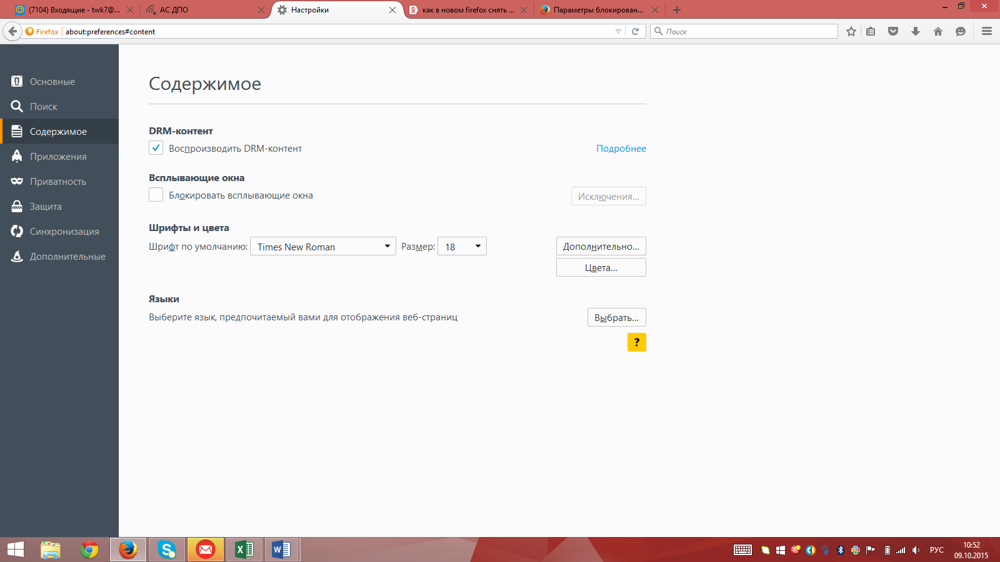 (7104) Входящие - twk7@...
АС ДПО
Настройки
как в новом firefox снять ...
Параметры блокирован...
Firefox
about:preferences#content
Поиск
Основные
Поиск
Содержимое
Приложения
Приватность
Защита
Синхронизация
Дополнительные
Содержимое
DRM-контент
Воспроизводить DRM-контент
Подробнее
Всплывающие окна
Блокировать всплывающие окна
Исключения...
Шрифты и цвета
Шрифт по умолчанию: Times New Roman Размер: 18
Дополнительно...
Цвета...
Языки
Выберите язык, предпочитаемый вами для отображения веб-страниц
Выбрать...
?
РУС
10:52
09.10.2015